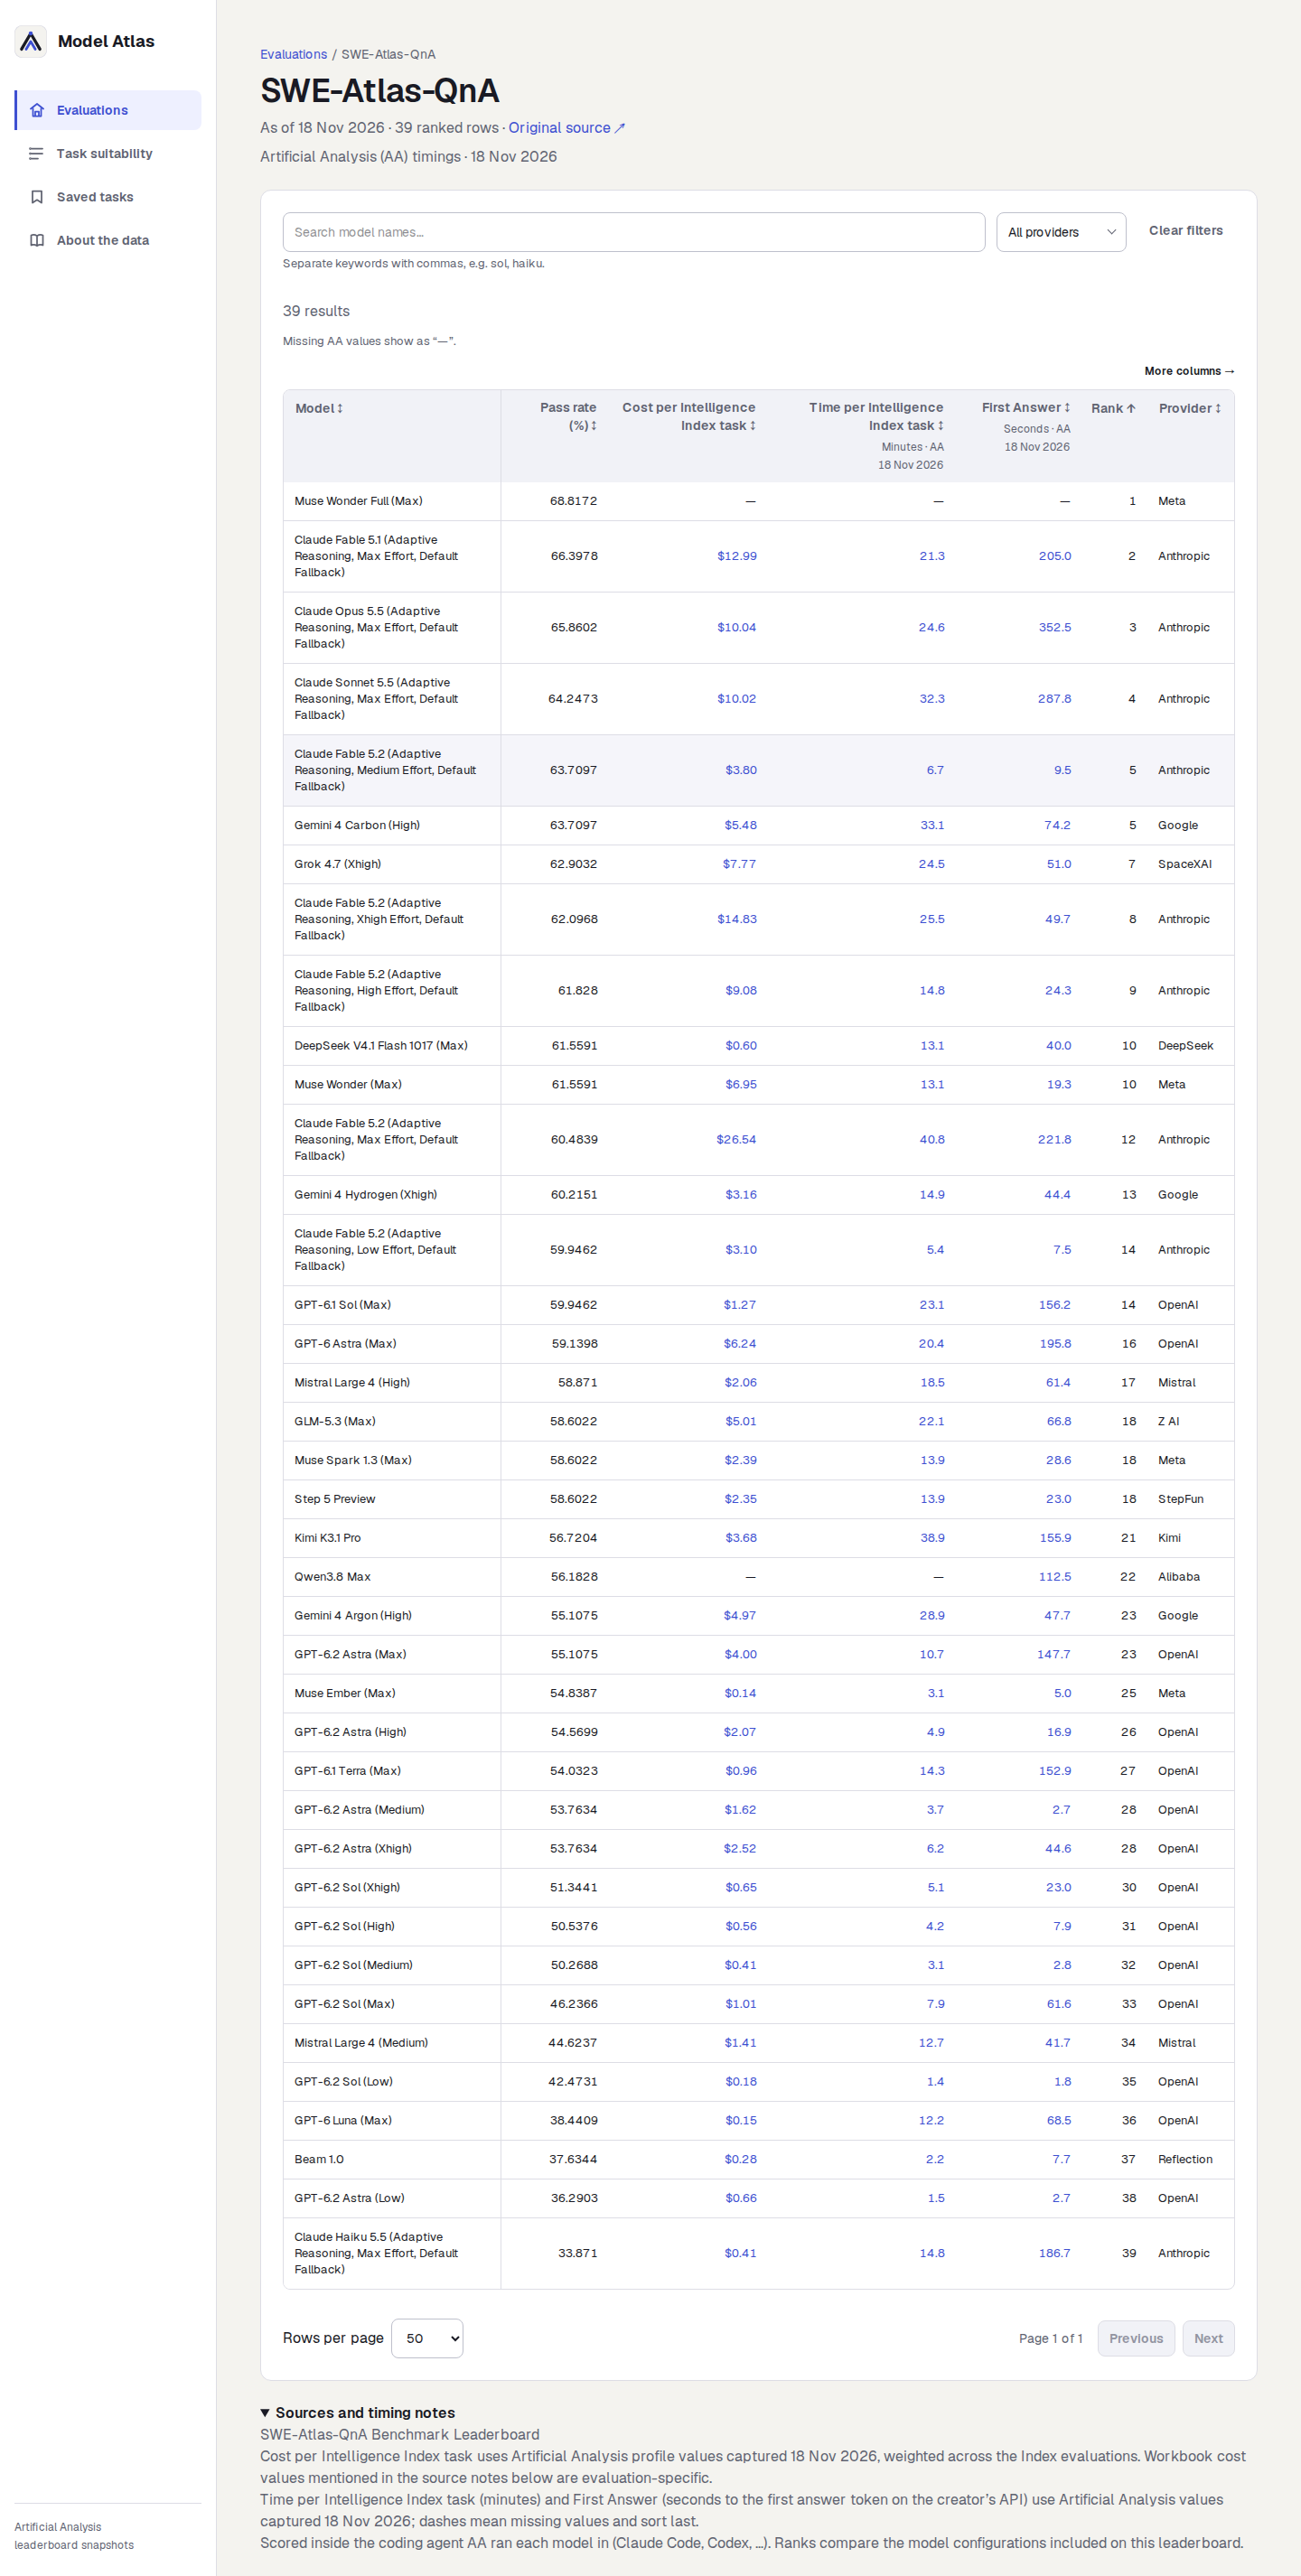 Model Atlas
Evaluations
Task suitability
Saved tasks
About the data
Artificial Analysis
leaderboard snapshots
Evaluations / SWE-Atlas-QnA
SWE-Atlas-QnA
As of 18 Nov 2026 · 39 ranked rows · Original source ↗
Artificial Analysis (AA) timings · 18 Nov 2026
Search model names…
All providers
Clear filters
Separate keywords with commas, e.g. sol, haiku.
39 results
Missing AA values show as “—”.
More columns →
Model ↕ Pass rate (%) ↕ Cost per Intelligence Index task ↕ Time per Intelligence Index task ↕ Minutes · AA 18 Nov 2026 First Answer ↕ Seconds · AA 18 Nov 2026 Rank ↑ Provider ↕
Muse Wonder Full (Max) 68.8172 — — — 1 Meta
Claude Fable 5.1 (Adaptive Reasoning, Max Effort, Default Fallback) 66.3978 $12.99 21.3 205.0 2 Anthropic
Claude Opus 5.5 (Adaptive Reasoning, Max Effort, Default Fallback) 65.8602 $10.04 24.6 352.5 3 Anthropic
Claude Sonnet 5.5 (Adaptive Reasoning, Max Effort, Default Fallback) 64.2473 $10.02 32.3 287.8 4 Anthropic
Claude Fable 5.2 (Adaptive Reasoning, Medium Effort, Default Fallback) 63.7097 $3.80 6.7 9.5 5 Anthropic
Gemini 4 Carbon (High) 63.7097 $5.48 33.1 74.2 5 Google
Grok 4.7 (Xhigh) 62.9032 $7.77 24.5 51.0 7 SpaceXAI
Claude Fable 5.2 (Adaptive Reasoning, Xhigh Effort, Default Fallback) 62.0968 $14.83 25.5 49.7 8 Anthropic
Claude Fable 5.2 (Adaptive Reasoning, High Effort, Default Fallback) 61.828 $9.08 14.8 24.3 9 Anthropic
DeepSeek V4.1 Flash 1017 (Max) 61.5591 $0.60 13.1 40.0 10 DeepSeek
Muse Wonder (Max) 61.5591 $6.95 13.1 19.3 10 Meta
Claude Fable 5.2 (Adaptive Reasoning, Max Effort, Default Fallback) 60.4839 $26.54 40.8 221.8 12 Anthropic
Gemini 4 Hydrogen (Xhigh) 60.2151 $3.16 14.9 44.4 13 Google
Claude Fable 5.2 (Adaptive Reasoning, Low Effort, Default Fallback) 59.9462 $3.10 5.4 7.5 14 Anthropic
GPT-6.1 Sol (Max) 59.9462 $1.27 23.1 156.2 14 OpenAI
GPT-6 Astra (Max) 59.1398 $6.24 20.4 195.8 16 OpenAI
Mistral Large 4 (High) 58.871 $2.06 18.5 61.4 17 Mistral
GLM-5.3 (Max) 58.6022 $5.01 22.1 66.8 18 Z AI
Muse Spark 1.3 (Max) 58.6022 $2.39 13.9 28.6 18 Meta
Step 5 Preview 58.6022 $2.35 13.9 23.0 18 StepFun
Kimi K3.1 Pro 56.7204 $3.68 38.9 155.9 21 Kimi
Qwen3.8 Max 56.1828 — — 112.5 22 Alibaba
Gemini 4 Argon (High) 55.1075 $4.97 28.9 47.7 23 Google
GPT-6.2 Astra (Max) 55.1075 $4.00 10.7 147.7 23 OpenAI
Muse Ember (Max) 54.8387 $0.14 3.1 5.0 25 Meta
GPT-6.2 Astra (High) 54.5699 $2.07 4.9 16.9 26 OpenAI
GPT-6.1 Terra (Max) 54.0323 $0.96 14.3 152.9 27 OpenAI
GPT-6.2 Astra (Medium) 53.7634 $1.62 3.7 2.7 28 OpenAI
GPT-6.2 Astra (Xhigh) 53.7634 $2.52 6.2 44.6 28 OpenAI
GPT-6.2 Sol (Xhigh) 51.3441 $0.65 5.1 23.0 30 OpenAI
GPT-6.2 Sol (High) 50.5376 $0.56 4.2 7.9 31 OpenAI
GPT-6.2 Sol (Medium) 50.2688 $0.41 3.1 2.8 32 OpenAI
GPT-6.2 Sol (Max) 46.2366 $1.01 7.9 61.6 33 OpenAI
Mistral Large 4 (Medium) 44.6237 $1.41 12.7 41.7 34 Mistral
GPT-6.2 Sol (Low) 42.4731 $0.18 1.4 1.8 35 OpenAI
GPT-6 Luna (Max) 38.4409 $0.15 12.2 68.5 36 OpenAI
Beam 1.0 37.6344 $0.28 2.2 7.7 37 Reflection
GPT-6.2 Astra (Low) 36.2903 $0.66 1.5 2.7 38 OpenAI
Claude Haiku 5.5 (Adaptive Reasoning, Max Effort, Default Fallback) 33.871 $0.41 14.8 186.7 39 Anthropic
Rows per page 50
Page 1 of 1 Previous Next
▼ Sources and timing notes
SWE-Atlas-QnA Benchmark Leaderboard
Cost per Intelligence Index task uses Artificial Analysis profile values captured 18 Nov 2026, weighted across the Index evaluations. Workbook cost
values mentioned in the source notes below are evaluation-specific.
Time per Intelligence Index task (minutes) and First Answer (seconds to the first answer token on the creator’s API) use Artificial Analysis values
captured 18 Nov 2026; dashes mean missing values and sort last.
Scored inside the coding agent AA ran each model in (Claude Code, Codex, …). Ranks compare the model configurations included on this leaderboard.